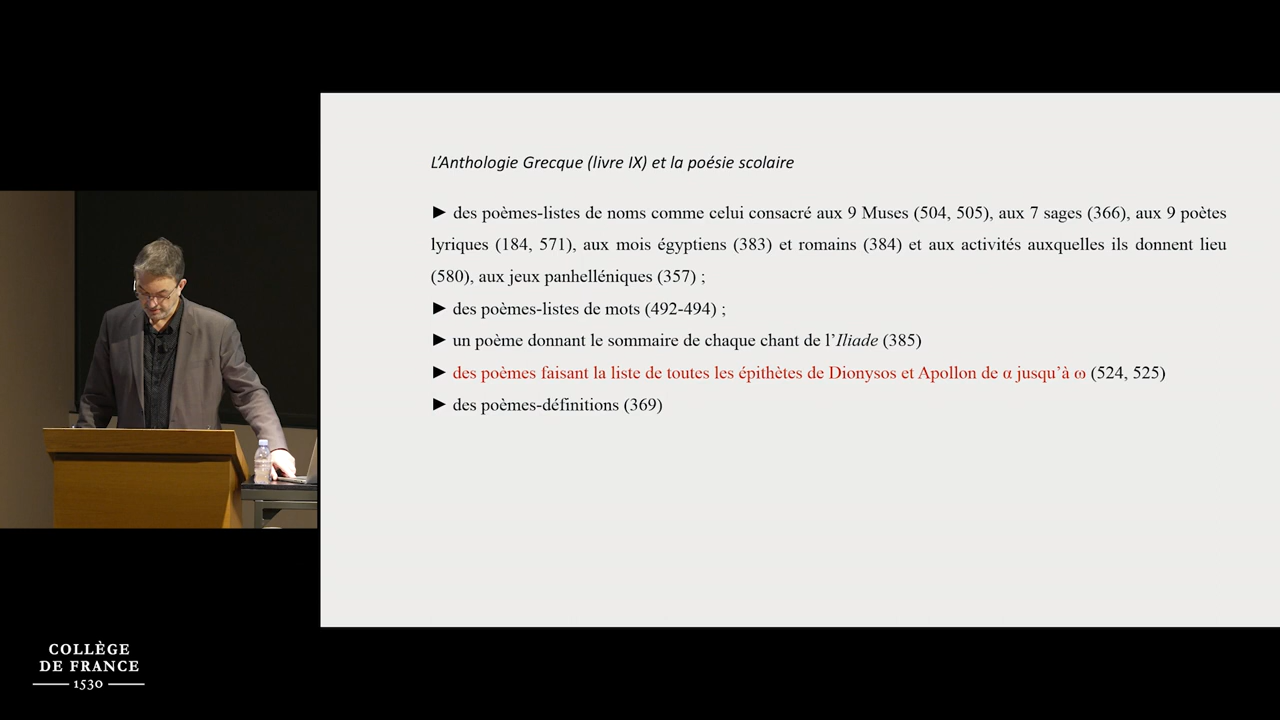 L'Anthologie Grecque (livre IX) et la poésie scolaire
► des poèmes-listes de noms comme celui consacré aux 9 Muses (504, 505), aux 7 sages (366), aux 9 poètes
lyriques (184, 571), aux mois égyptiens (383) et romains (384) et aux activités auxquelles ils donnent lieu
(580), aux jeux panhelléniques (357) ;
► des poèmes-listes de mots (492-494) ;
► un poème donnant le sommaire de chaque chant de l'Iliade (385)
► des poèmes faisant la liste de toutes les épithètes de Dionysos et Apollon de α jusqu'à ω (524, 525)
► des poèmes-définitions (369)
COLLÈGE
DE FRANCE
1530